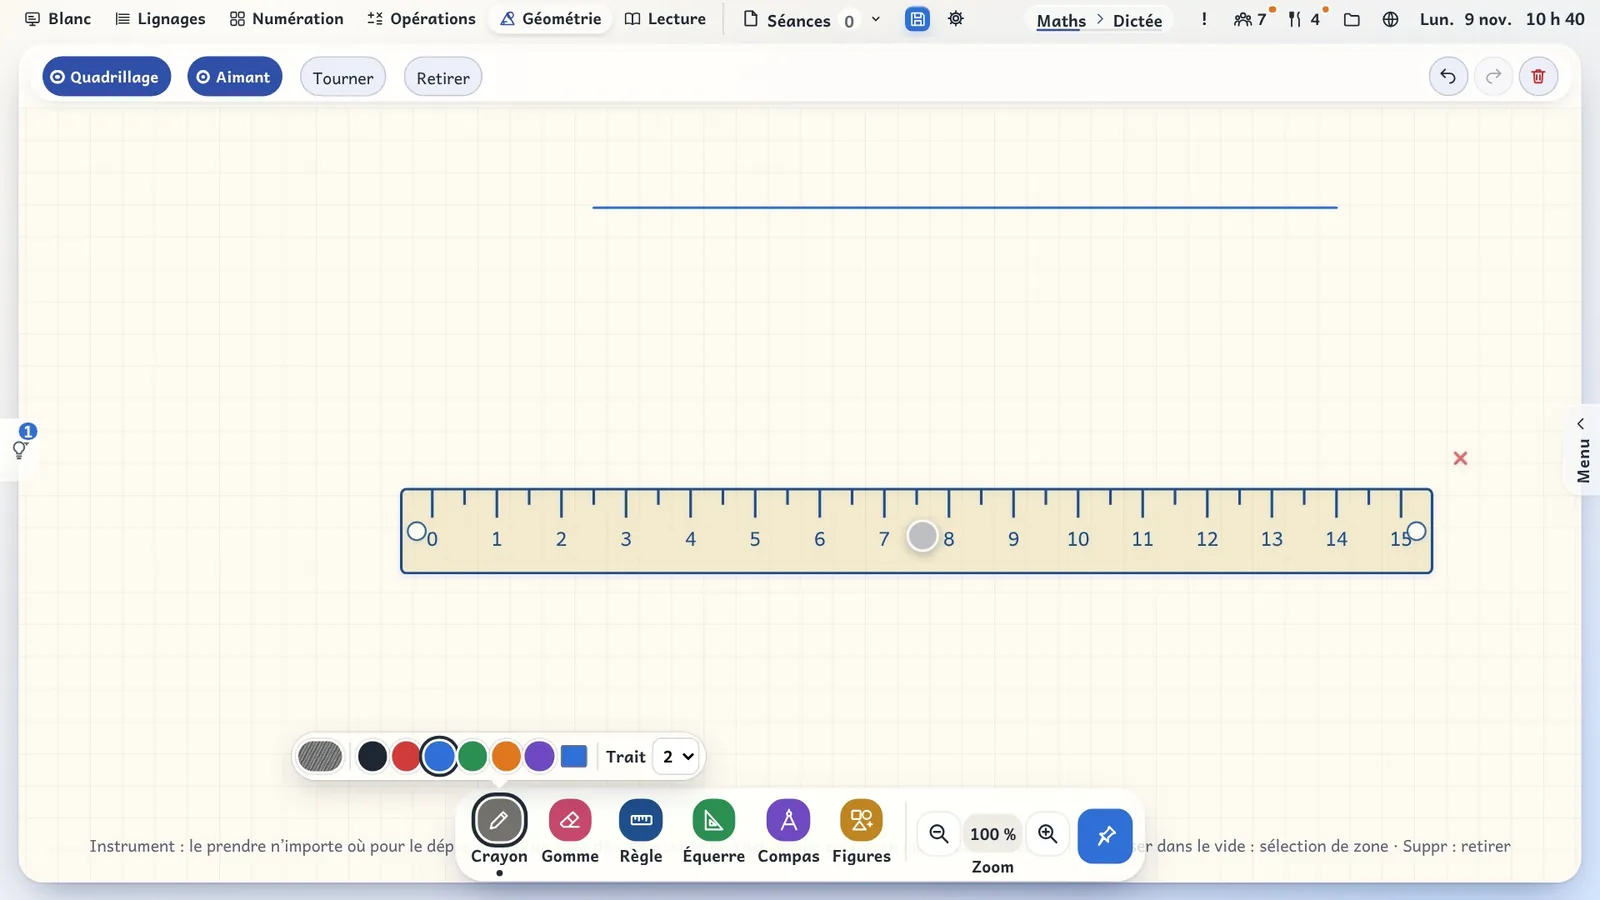 Blanc Lignages Numération Opérations Géométrie Lecture Séances 0 Maths > Dictée ! 7 4 Lun. 9 nov. 10 h 40
Quadrillage Aimant Tourner Retirer
1
Menu
0 1 2 3 4 5 6 7 8 9 10 11 12 13 14 15
Trait 2
Instrument : le prendre n’importe où pour le dép
er dans le vide : sélection de zone · Suppr : retirer
Crayon Gomme Règle Équerre Compas Figures
100 %
Zoom